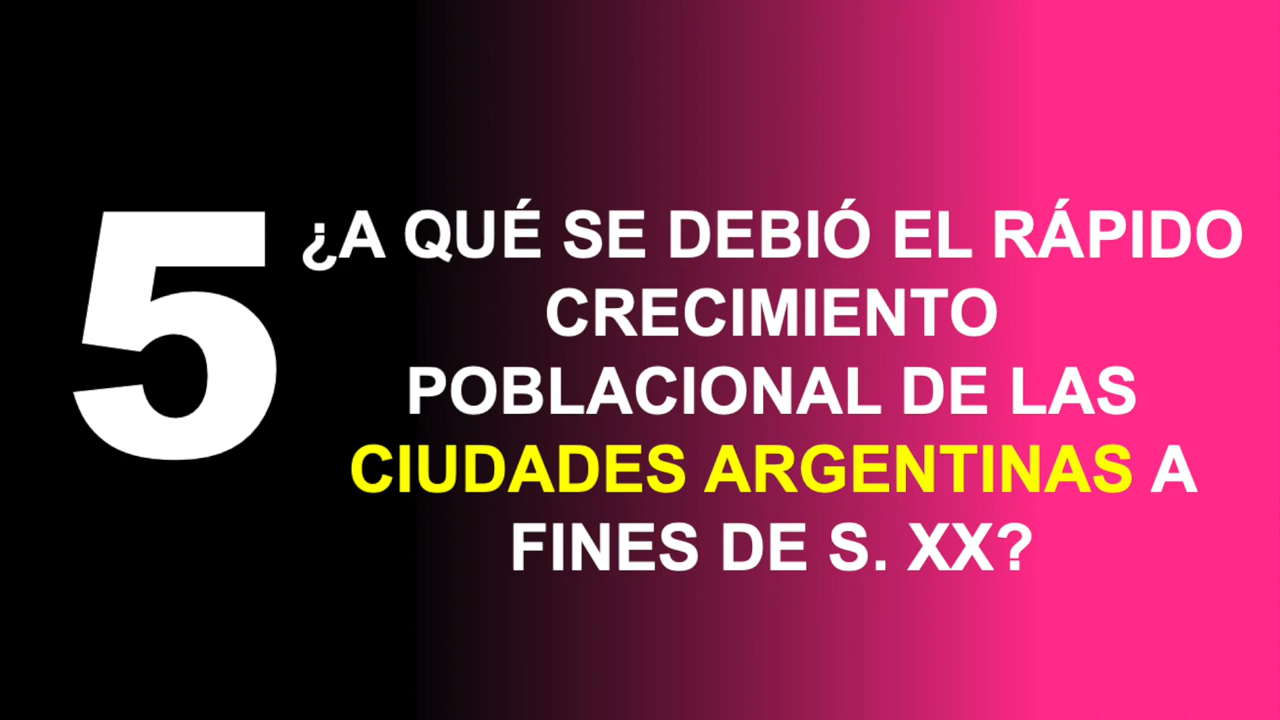 5
¿A QUÉ SE DEBIÓ EL RÁPIDO
CRECIMIENTO
POBLACIONAL DE LAS
CIUDADES ARGENTINAS A
FINES DE S. XX?